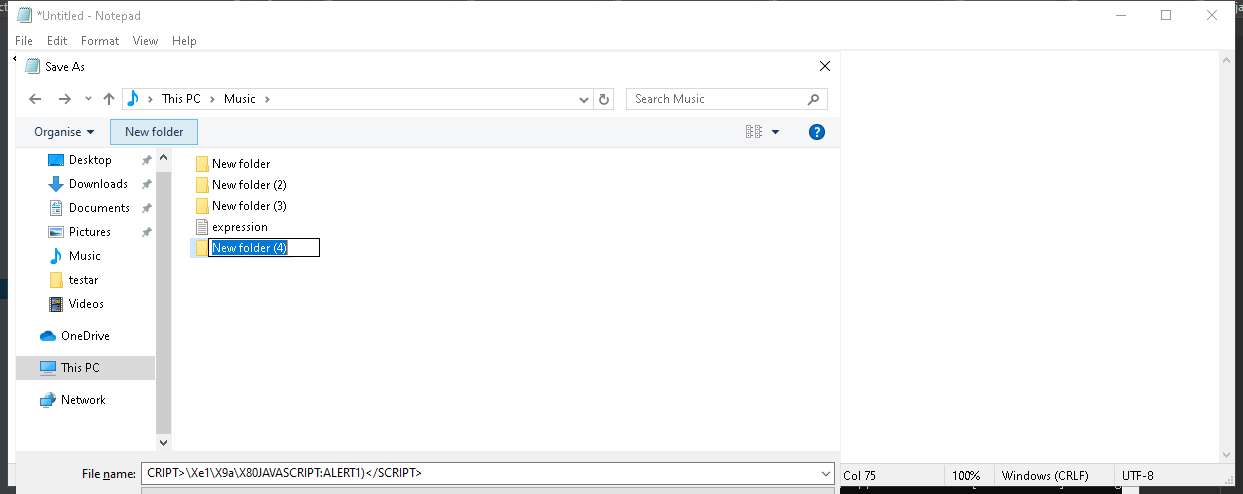 *Untitled - Notepad
File Edit Format View Help
Save As
This PC Music
Search Music
Organise New folder
Desktop
Downloads
Documents
Pictures
Music
testar
Videos
OneDrive
This PC
Network
New folder
New folder (2)
New folder (3)
expression
New folder (4)
File name: CRIPT>\Xe1\X9a\X80JAVASCRIPT:ALERT1)</SCRIPT>
Col 75 100% Windows (CRLF) UTF-8